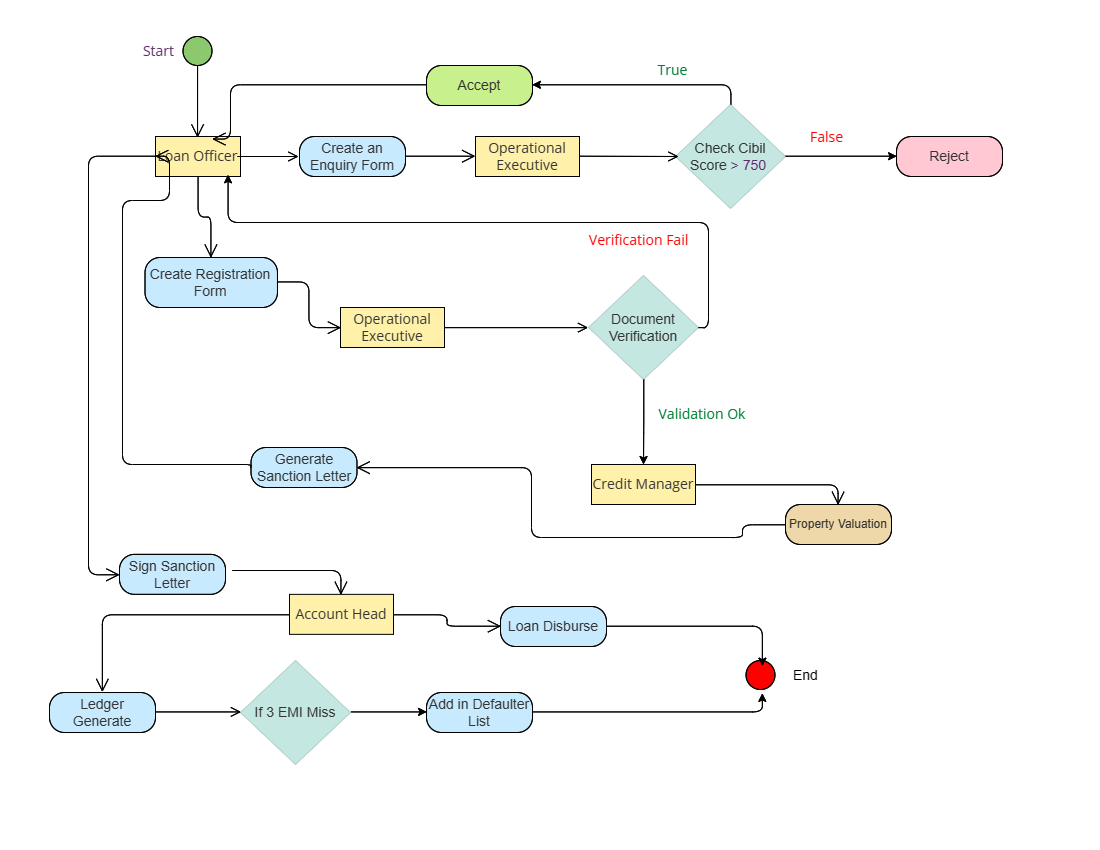 Start
True
Accept
False
Loan Officer
Create an
Enquiry Form
Operational
Executive
Check Cibil
Score > 750
Reject
Verification Fail
Create Registration
Form
Operational
Executive
Document
Verification
Validation Ok
Generate
Sanction Letter
Credit Manager
Property Valuation
Sign Sanction
Letter
Account Head
Loan Disburse
End
Ledger
Generate
If 3 EMI Miss
Add in Defaulter
List